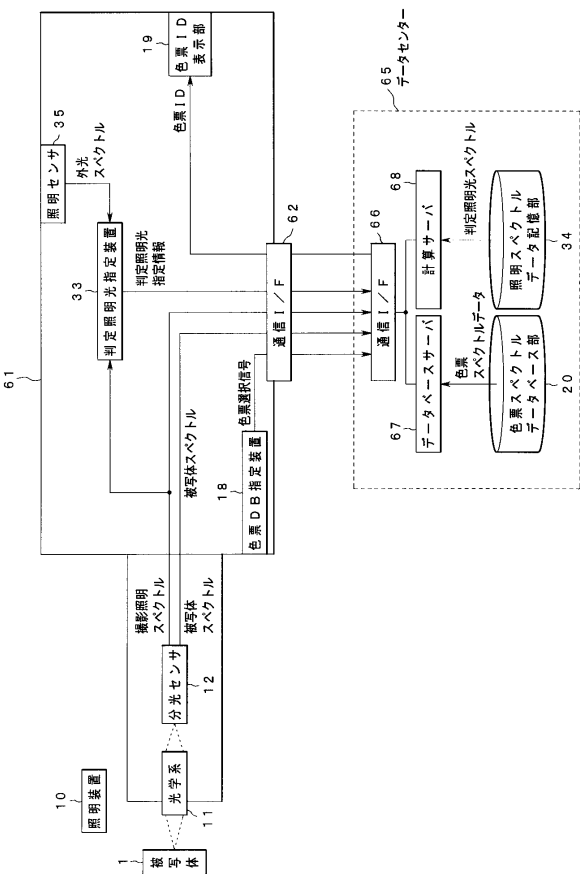 61
照明センサ
35
外光
スペクトル
判定照明光指定装置
33
判定照明光
指定情報
色票ID
表示部
19
色票ID
被写体スペクトル
色票DB指定装置
18
色票選択信号
通信I/F
62
照明装置
10
被写体
1
光学系
11
分光センサ
12
撮影照明
スペクトル
被写体
スペクトル
65
データセンター
通信I/F
66
データベースサーバ
67
計算サーバ
68
色票
スペクトルデータ
判定照明光スペクトル
色票スペクトル
データベース部
20
照明スペクトル
データ記憶部
34